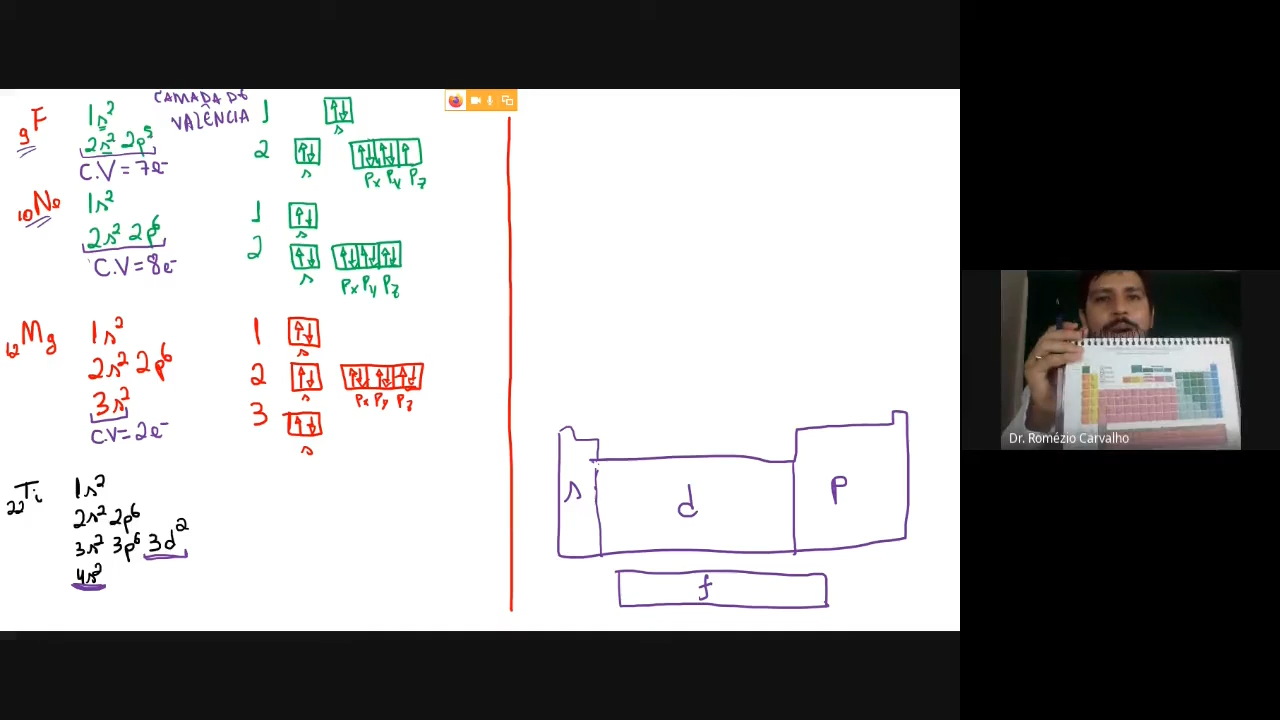 CAMADA DE
VALÊNCIA
9F 1s² 1 s
2s² 2p⁵ 2 s Px Py Pz
C.V = 7e-
10Ne 1s² 1 s
2s² 2p⁶ 2 s Px Py Pz
C.V = 8e-
12Mg 1s² 1 s
2s² 2p⁶ 2 s Px Py Pz
3s² 3 s
C.V = 2e-
22Ti 1s²
2s² 2p⁶
3s² 3p⁶ 3d²
4s²
s d p
f
Dr. Romézio Carvalho